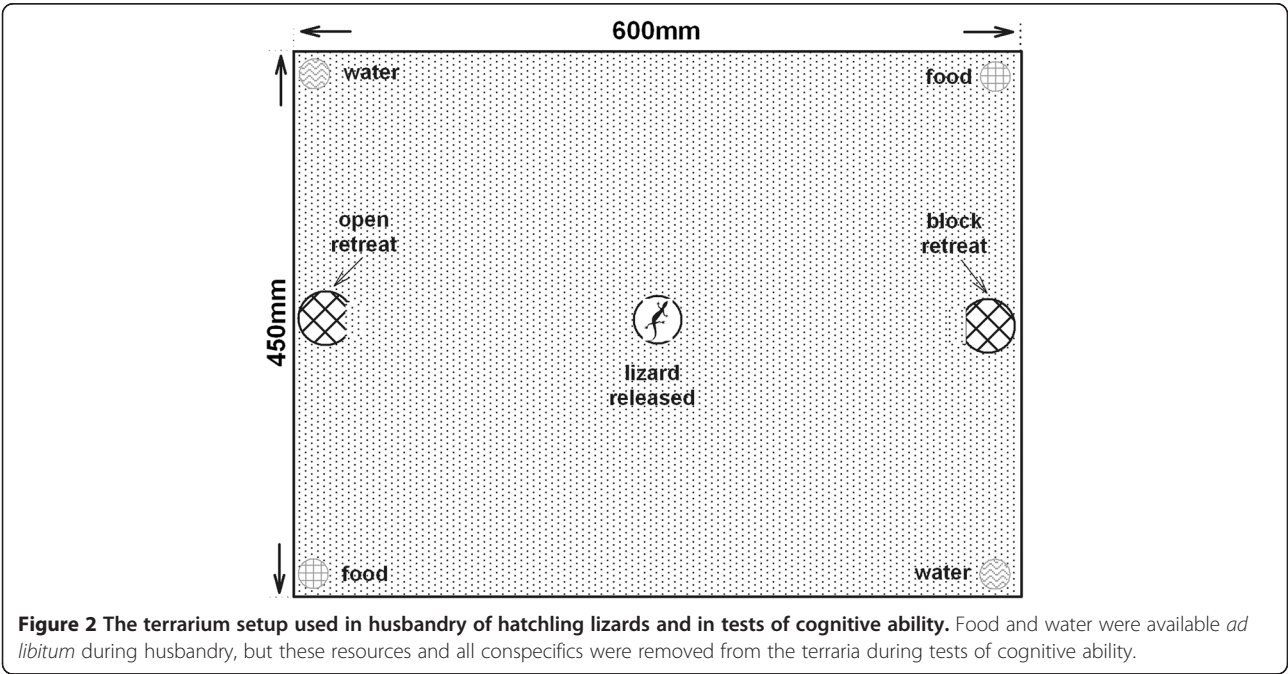 600mm
water
food
open
retreat
block
retreat
450mm
lizard
released
food
water
Figure 2 The terrarium setup used in husbandry of hatchling lizards and in tests of cognitive ability. Food and water were available ad
libitum during husbandry, but these resources and all conspecifics were removed from the terraria during tests of cognitive ability.